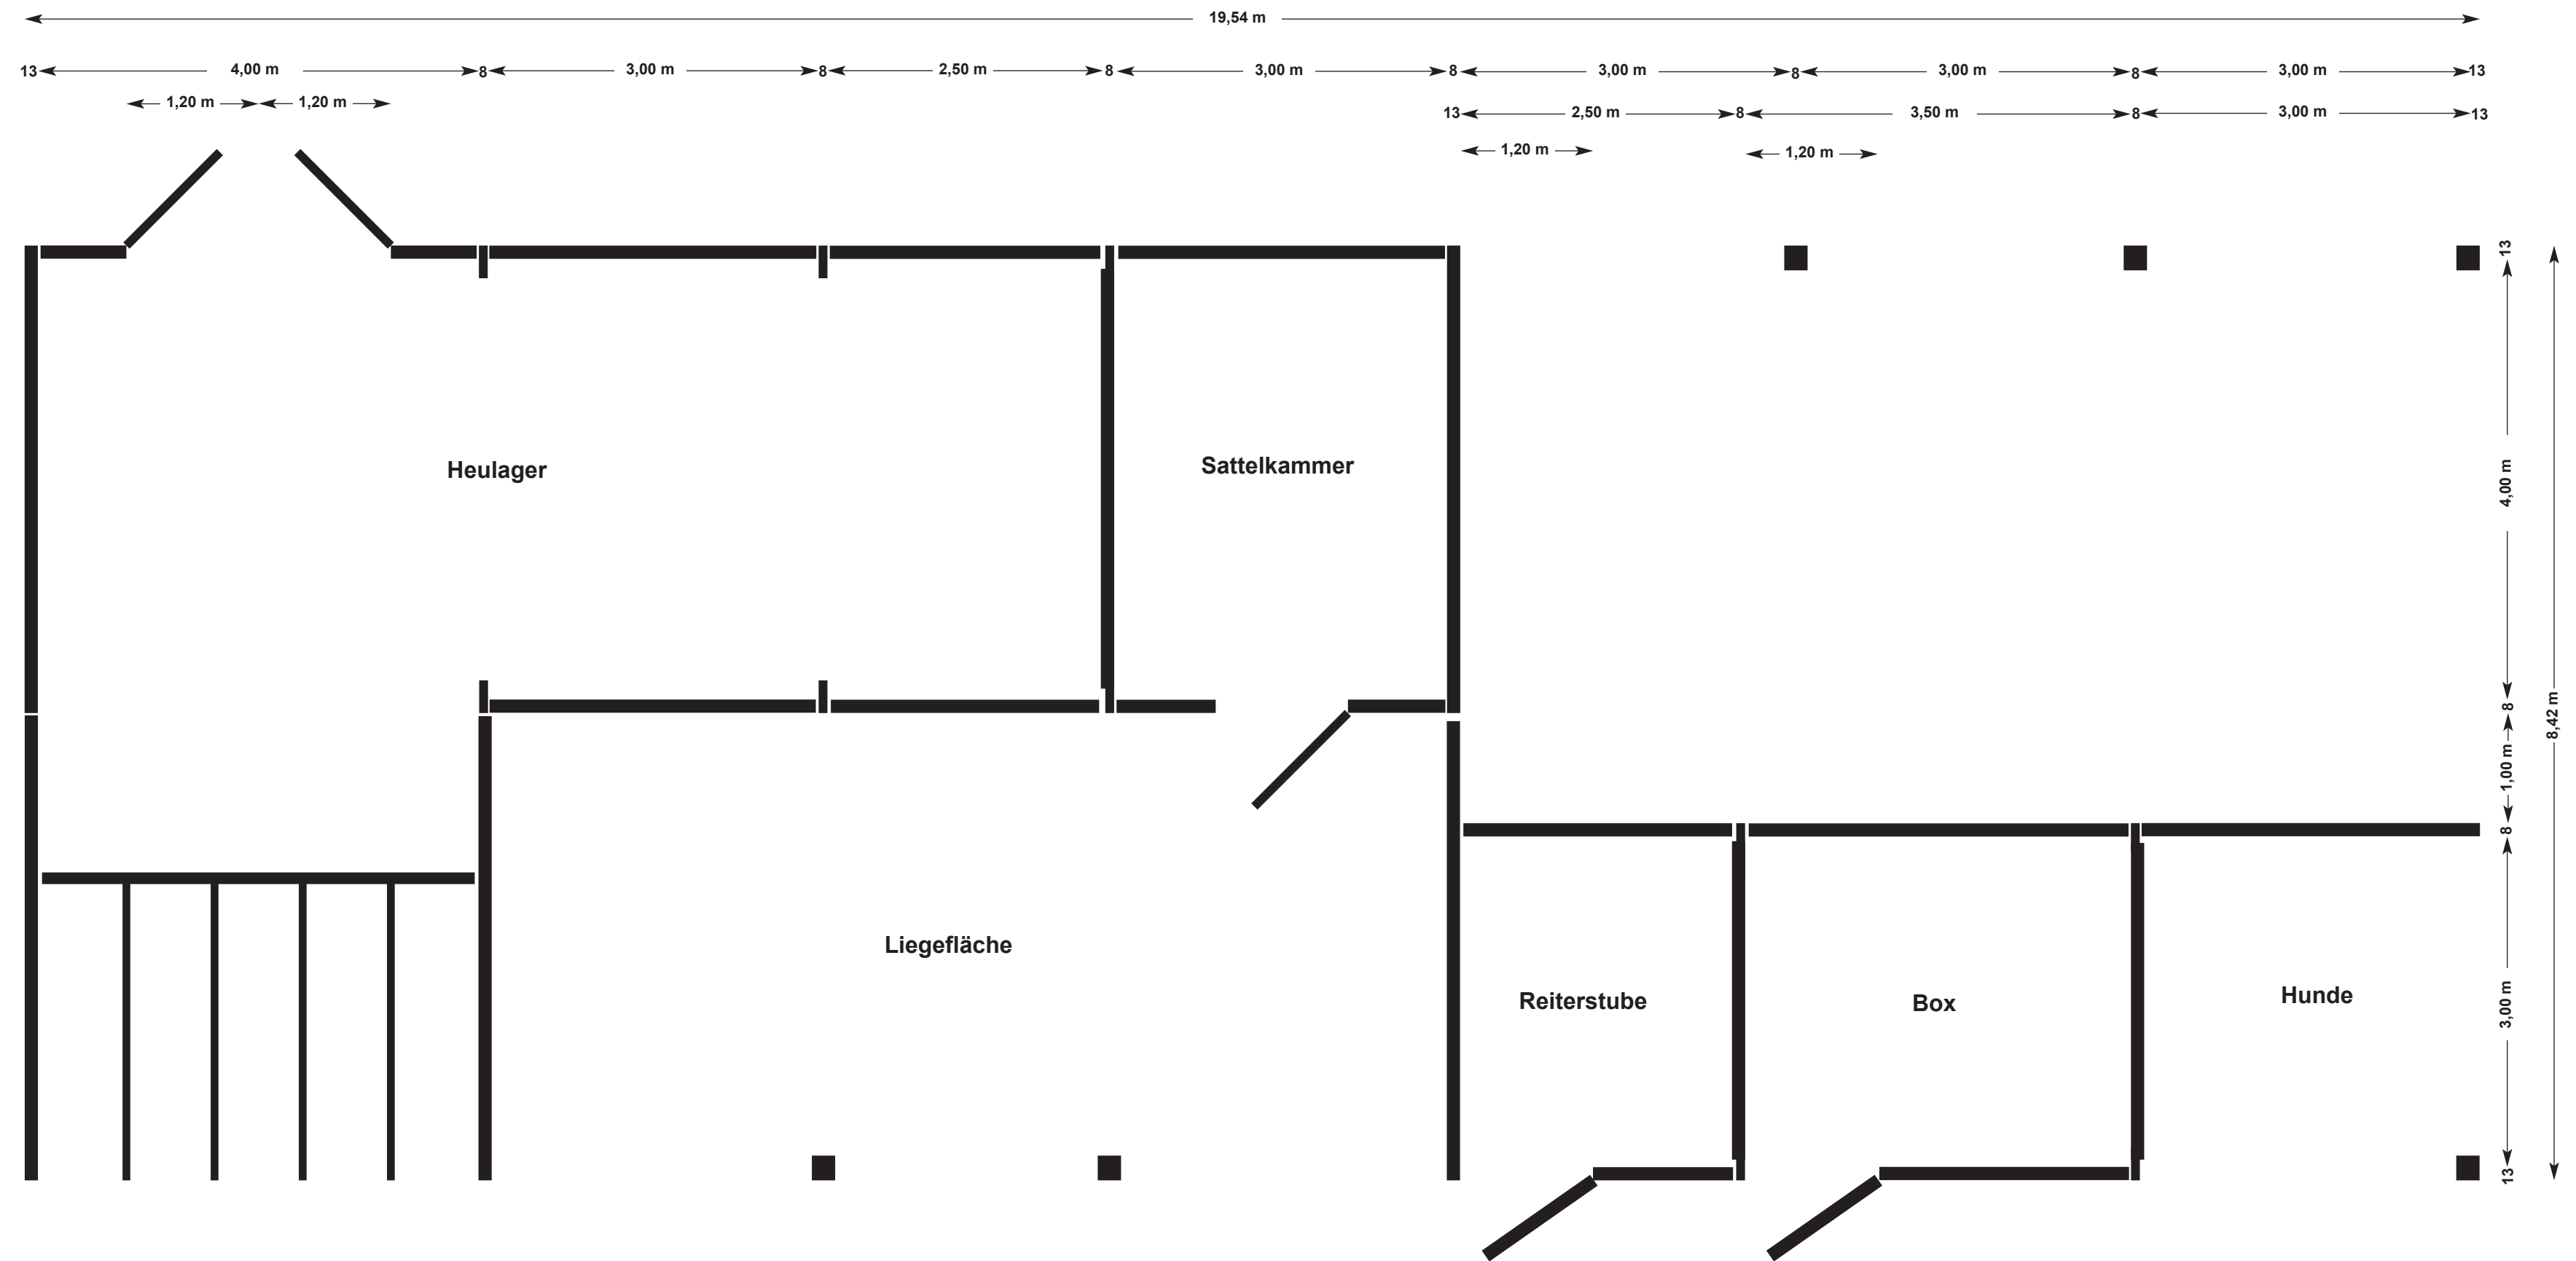 19,54 m
13 4,00 m 8 3,00 m 8 2,50 m 8 3,00 m 8 3,00 m 8 3,00 m 8 3,00 m 13
1,20 m 1,20 m
13 2,50 m 8 3,50 m 8 3,00 m 13
1,20 m 1,20 m
13
4,00 m
8
1,00 m
8
3,00 m
13
8,42 m
Heulager
Sattelkammer
Liegefläche
Reiterstube
Box
Hunde